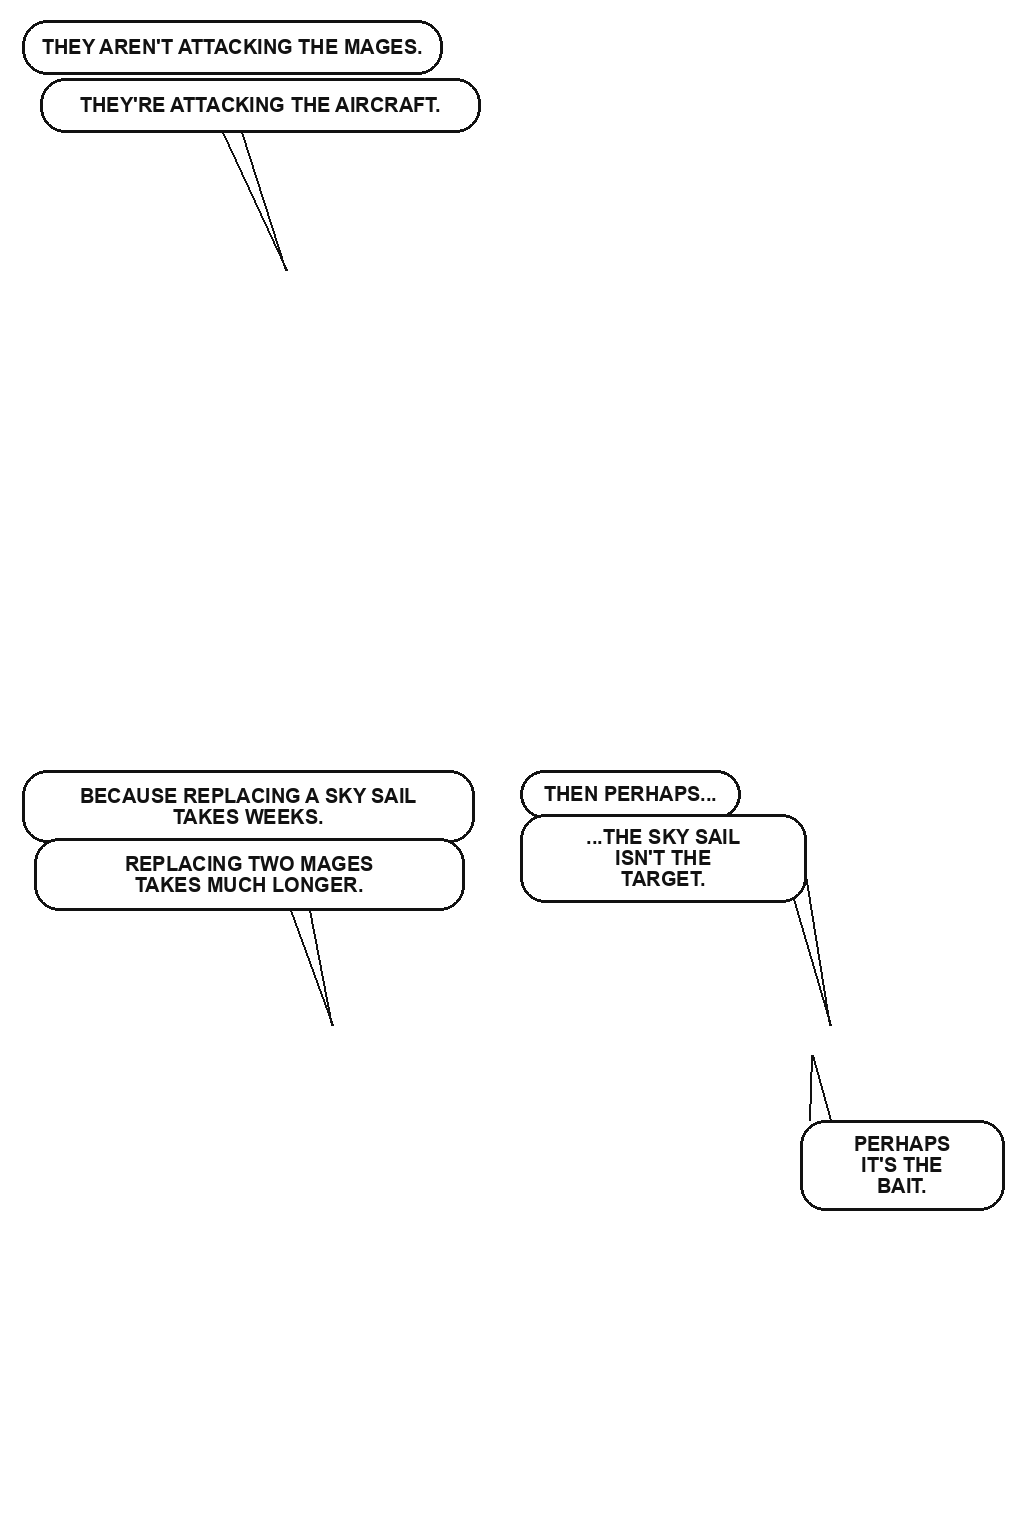 THEY AREN'T ATTACKING THE MAGES.
THEY'RE ATTACKING THE AIRCRAFT.
BECAUSE REPLACING A SKY SAIL
TAKES WEEKS.
REPLACING TWO MAGES
TAKES MUCH LONGER.
THEN PERHAPS...
...THE SKY SAIL
ISN'T THE
TARGET.
PERHAPS
IT'S THE
BAIT.